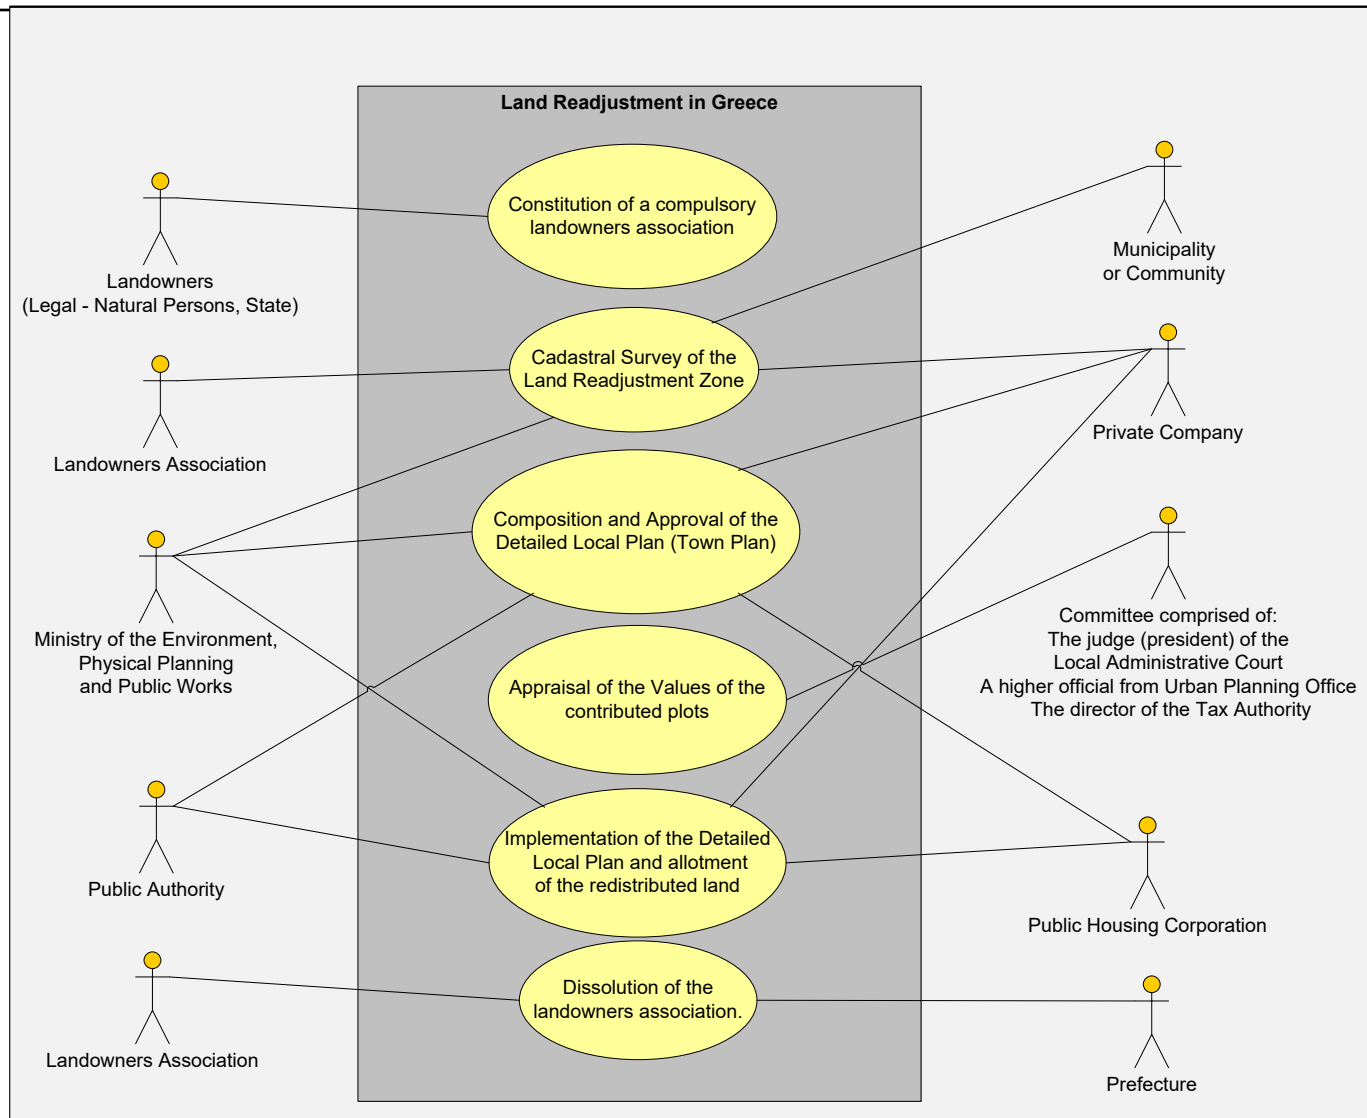 Land Readjustment in Greece
Constitution of a compulsory
landowners association
Landowners
(Legal - Natural Persons, State)
Municipality
or Community
Cadastral Survey of the
Land Readjustment Zone
Landowners Association
Private Company
Composition and Approval of the
Detailed Local Plan (Town Plan)
Ministry of the Environment,
Physical Planning
and Public Works
Committee comprised of:
The judge (president) of the
Local Administrative Court
A higher official from Urban Planning Office
The director of the Tax Authority
Appraisal of the Values of the
contributed plots
Implementation of the Detailed
Local Plan and allotment
of the redistributed land
Public Authority
Public Housing Corporation
Dissolution of the
landowners association.
Landowners Association
Prefecture